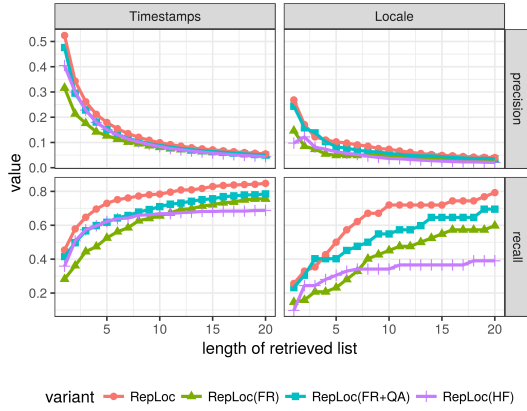 Timestamps Locale
0.5
0.4
0.3
0.2
0.1
0.0
precision
value
0.8
0.6
0.4
0.2
recall
5 10 15 20 5 10 15 20
length of retrieved list
variant RepLoc RepLoc(FR) RepLoc(FR+QA) RepLoc(HF)